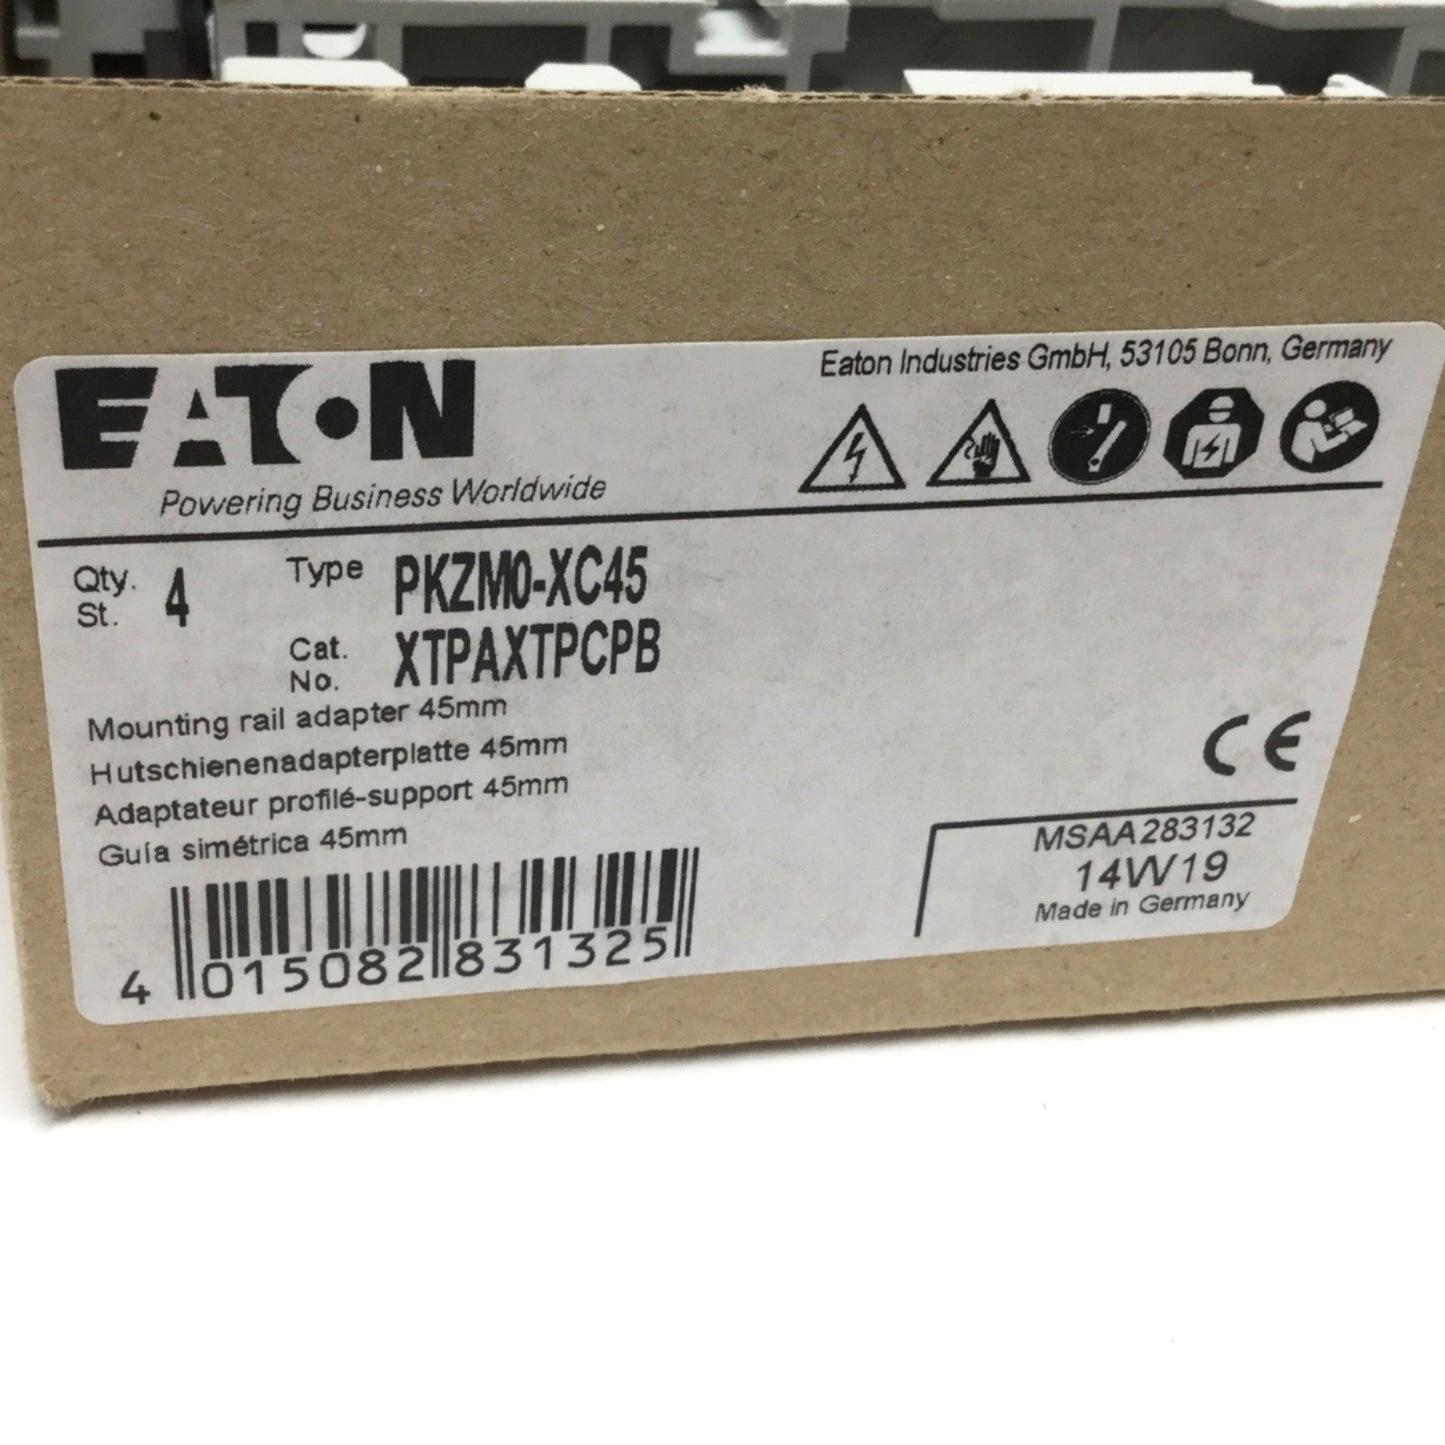 EATON
Powering Business Worldwide
Eaton Industries GmbH, 53105 Bonn, Germany
Qty. 4 Type PKZM0-XC45
St.
Cat. XTPAXTPCPB
No.
Mounting rail adapter 45mm
Hutschienenadapterplatte 45mm
Adaptateur profilé-support 45mm
Guía simétrica 45mm
4 015082 831325
CE
MSAA283132
14W19
Made in Germany